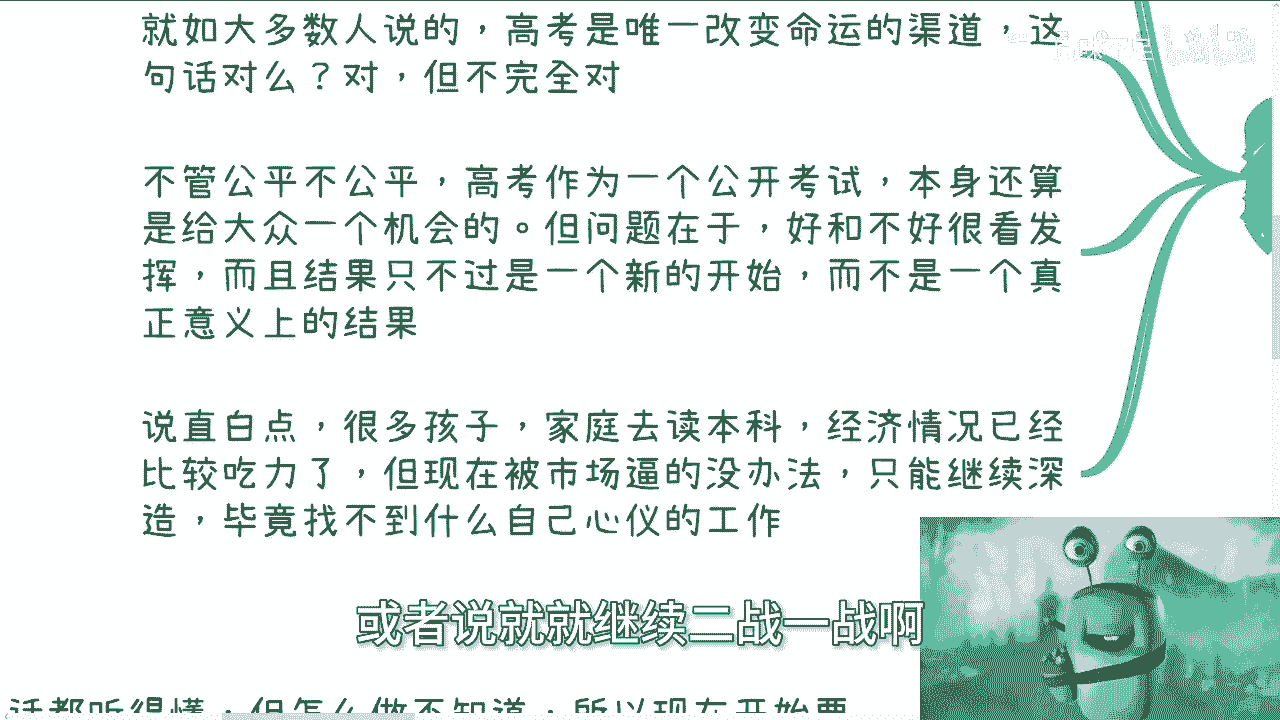 就如大多数人说的，高考是唯一改变命运的渠道，这
句话对么？对，但不完全对
不管公平不公平，高考作为一个公开考试，本身还算
是给大众一个机会的。但问题在于，好和不好很看发
挥，而且结果只不过是一个新的开始，而不是一个真
正意义上的结果
说直白点，很多孩子，家庭去读本科，经济情况已经
比较吃力了，但现在被市场逼的没办法，只能继续深
造，毕竟找不到什么自己心仪的工作
或者说就就继续二战一战啊
话都听得懂，但怎么做不知道，所以现在开始要